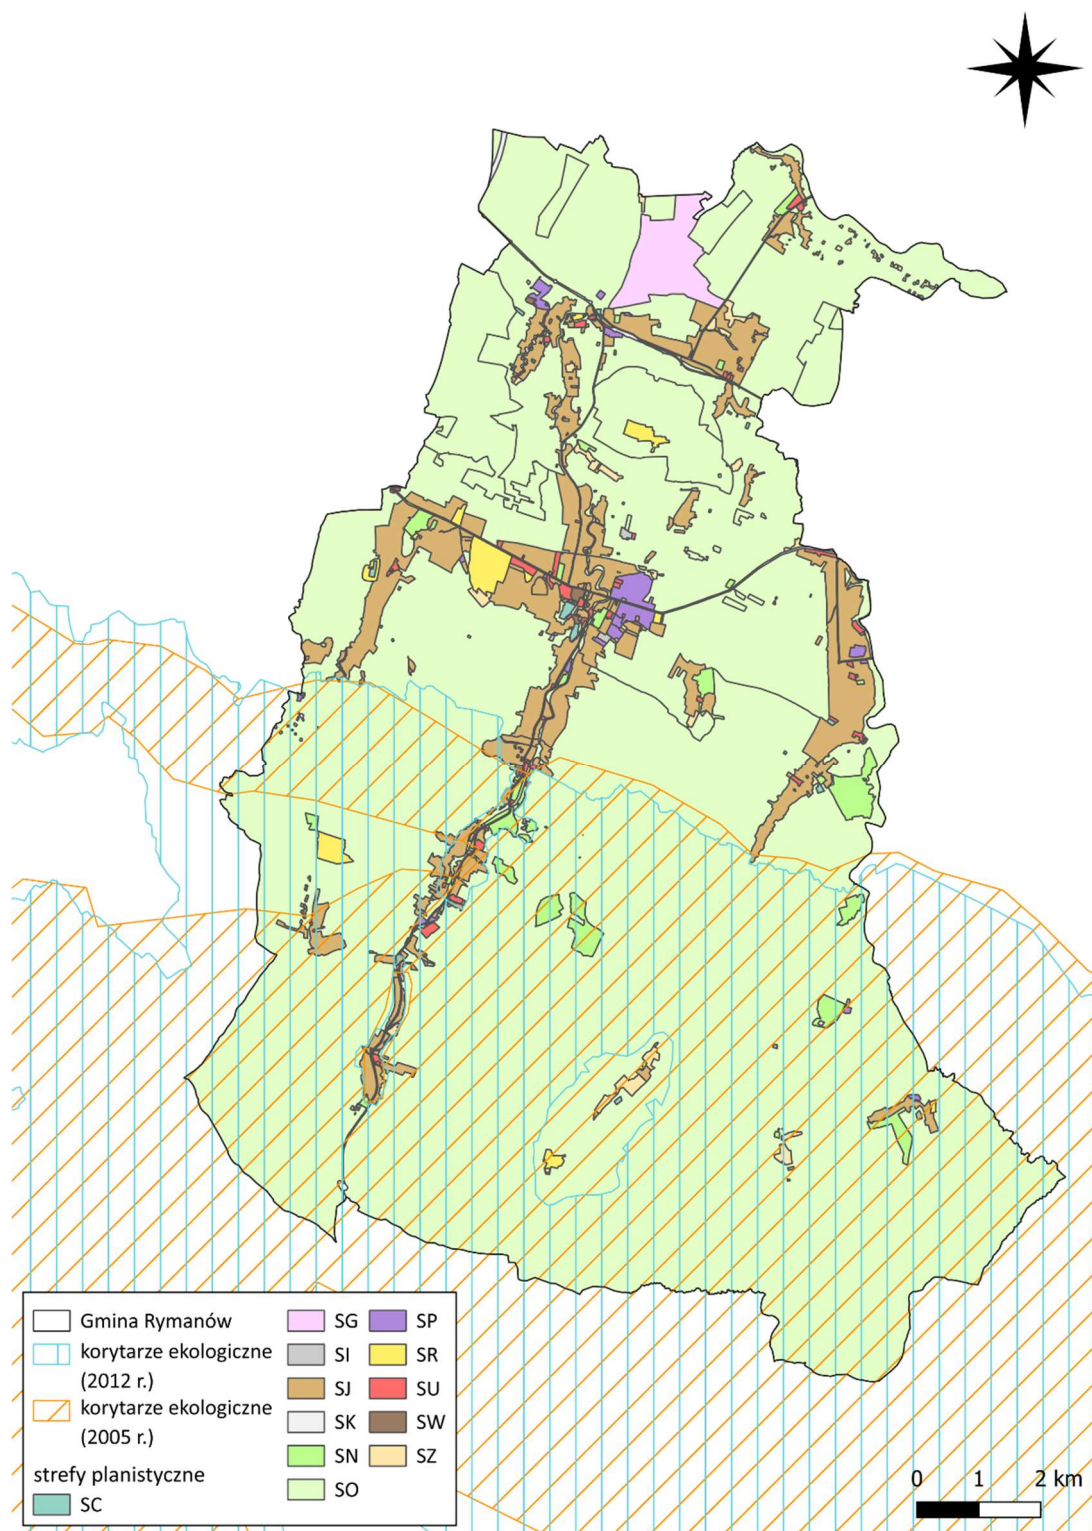 Gmina Rymanów
korytarze ekologiczne
(2012 r.)
korytarze ekologiczne
(2005 r.)
strefy planistyczne
SC
SG
SI
SJ
SK
SN
SO
SP
SR
SU
SW
SZ
0 1 2 km